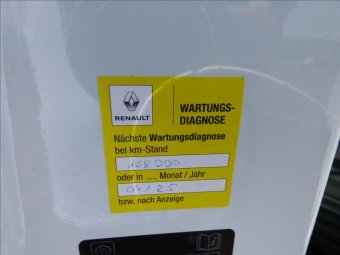 RENAULT
WARTUNGS-
DIAGNOSE
Nächste Wartungsdiagnose
bei km-Stand
108000
oder in ..... Monat / Jahr
04/25
bzw. nach Anzeige